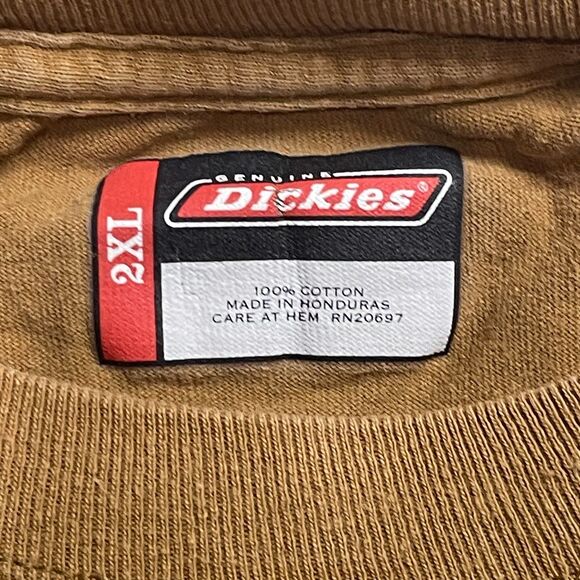 GENUINE
Dickies®
2XL
100% COTTON
MADE IN HONDURAS
CARE AT HEM RN20697